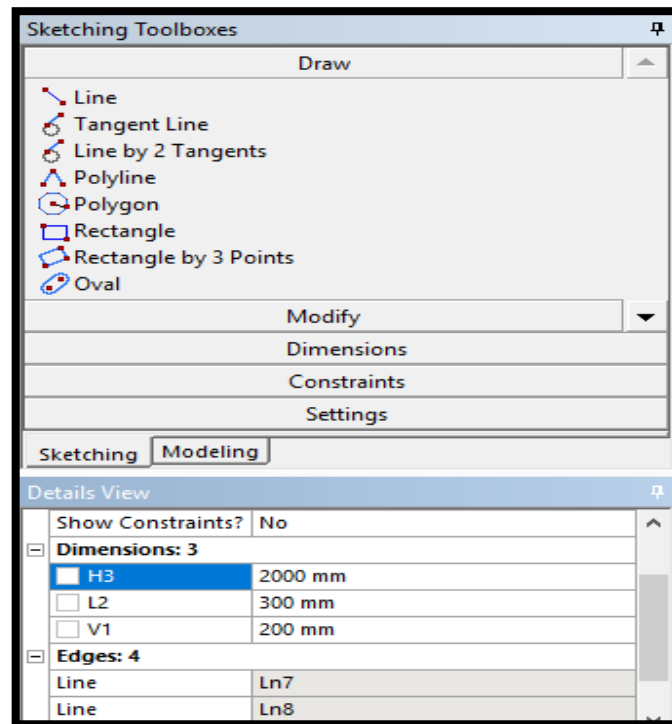 Sketching Toolboxes
Draw
Line
Tangent Line
Line by 2 Tangents
Polyline
Polygon
Rectangle
Rectangle by 3 Points
Oval
Modify
Dimensions
Constraints
Settings
Sketching Modeling
Details View
Show Constraints? No
Dimensions: 3
H3 2000 mm
L2 300 mm
V1 200 mm
Edges: 4
Line Ln7
Line Ln8